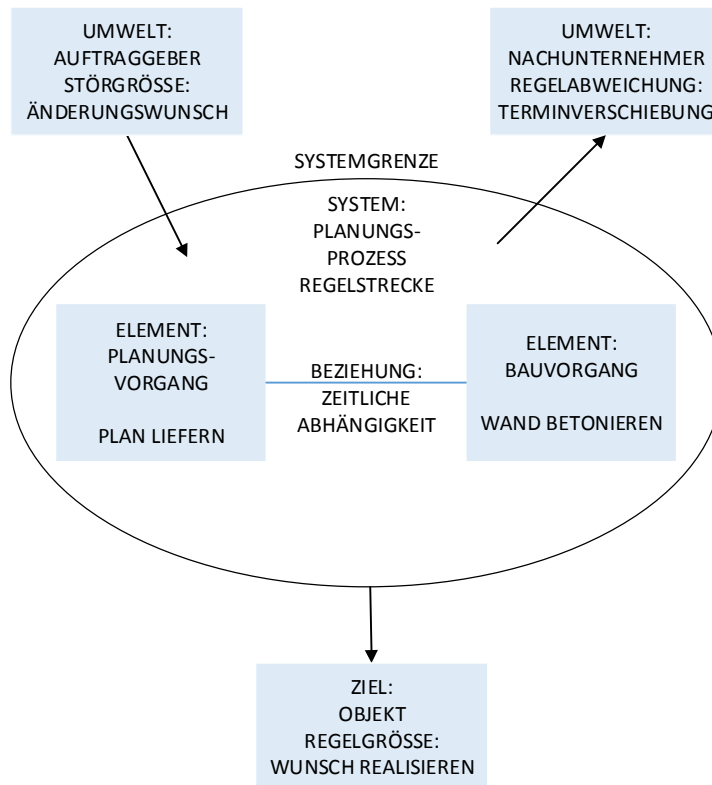 UMWELT:
AUFTRAGGEBER
STÖRGRÖSSE:
ÄNDERUNGSWUNSCH
UMWELT:
NACHUNTERNEHMER
REGELABWEICHUNG:
TERMINVERSCHIEBUNG
SYSTEMGRENZE
SYSTEM:
PLANUNGS-
PROZESS
REGELSTRECKE
ELEMENT:
PLANUNGS-
VORGANG
PLAN LIEFERN
BEZIEHUNG:
ZEITLICHE
ABHÄNGIGKEIT
ELEMENT:
BAUVORGANG
WAND BETONIEREN
ZIEL:
OBJEKT
REGELGRÖSSE:
WUNSCH REALISIEREN